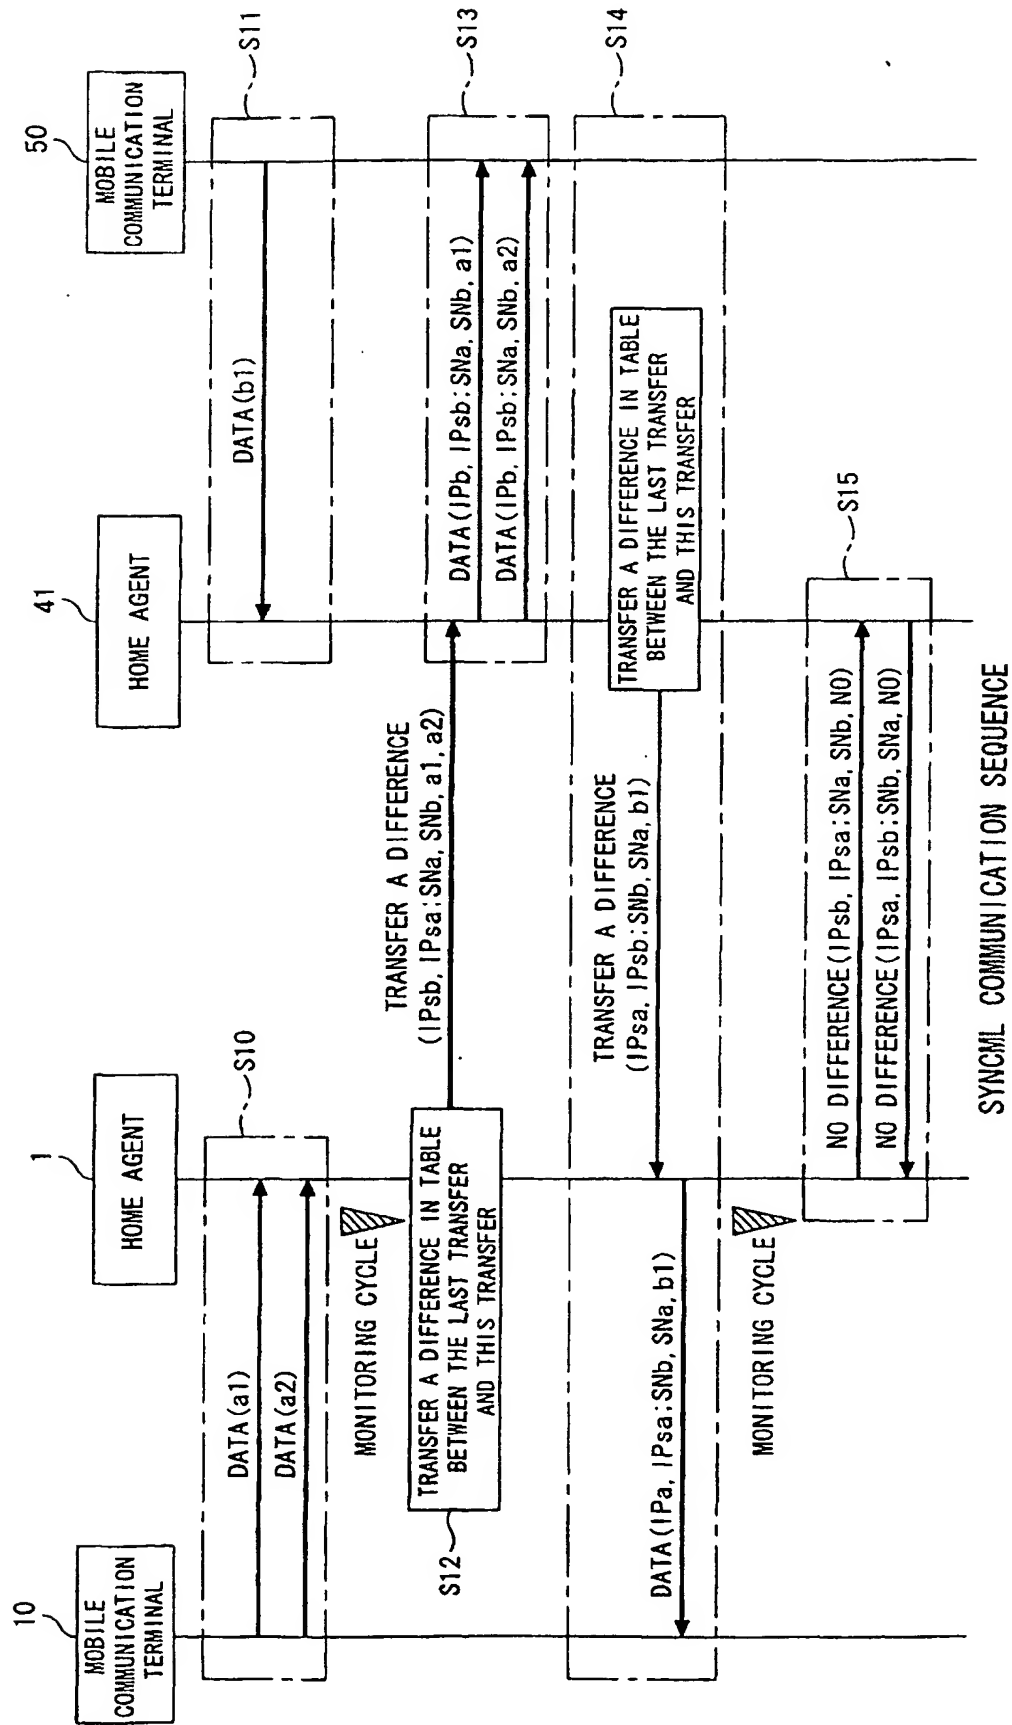 10
MOBILE
COMMUNICATION
TERMINAL
1
HOME AGENT
41
HOME AGENT
50
MOBILE
COMMUNICATION
TERMINAL
S10
DATA(a1)
DATA(a2)
S11
DATA(b1)
MONITORING CYCLE
S12
TRANSFER A DIFFERENCE IN TABLE
BETWEEN THE LAST TRANSFER
AND THIS TRANSFER
TRANSFER A DIFFERENCE
(IPsb, IPsa:SNa, SNb, a1, a2)
S13
DATA(IPb, IPsb:SNa, SNb, a1)
DATA(IPb, IPsb:SNa, SNb, a2)
S14
TRANSFER A DIFFERENCE IN TABLE
BETWEEN THE LAST TRANSFER
AND THIS TRANSFER
TRANSFER A DIFFERENCE
(IPsa, IPsb:SNb, SNa, b1)
DATA(IPa, IPsa:SNb, SNa, b1)
MONITORING CYCLE
S15
NO DIFFERENCE(IPsb, IPsa:SNa, SNb, NO)
NO DIFFERENCE(IPsa, IPsb:SNb, SNa, NO)
SYNCML COMMUNICATION SEQUENCE